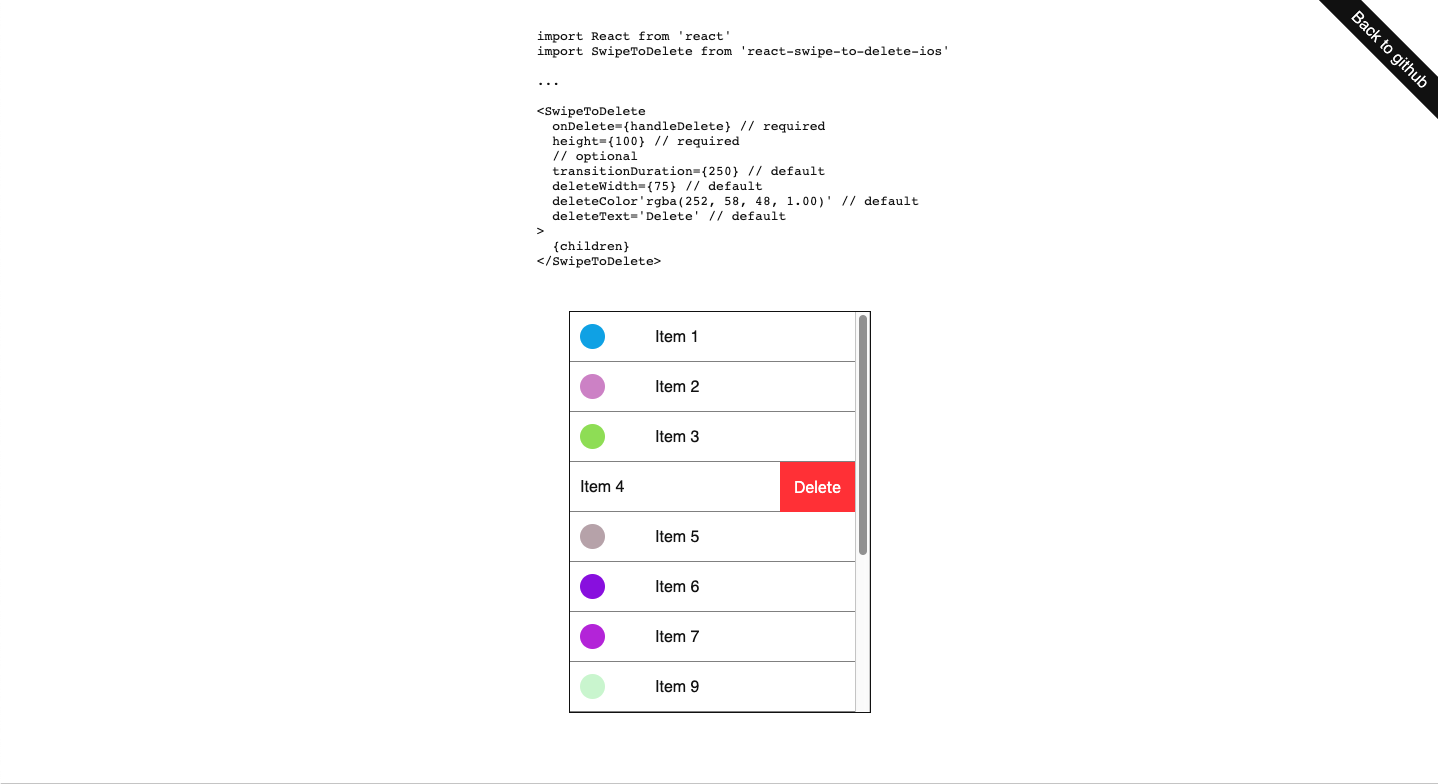 Back to github
import React from 'react'
import SwipeToDelete from 'react-swipe-to-delete-ios'
...
<SwipeToDelete
  onDelete={handleDelete} // required
  height={100} // required
  // optional
  transitionDuration={250} // default
  deleteWidth={75} // default
  deleteColor'rgba(252, 58, 48, 1.00)' // default
  deleteText='Delete' // default
>
  {children}
</SwipeToDelete>
Item 1
Item 2
Item 3
Item 4 Delete
Item 5
Item 6
Item 7
Item 9